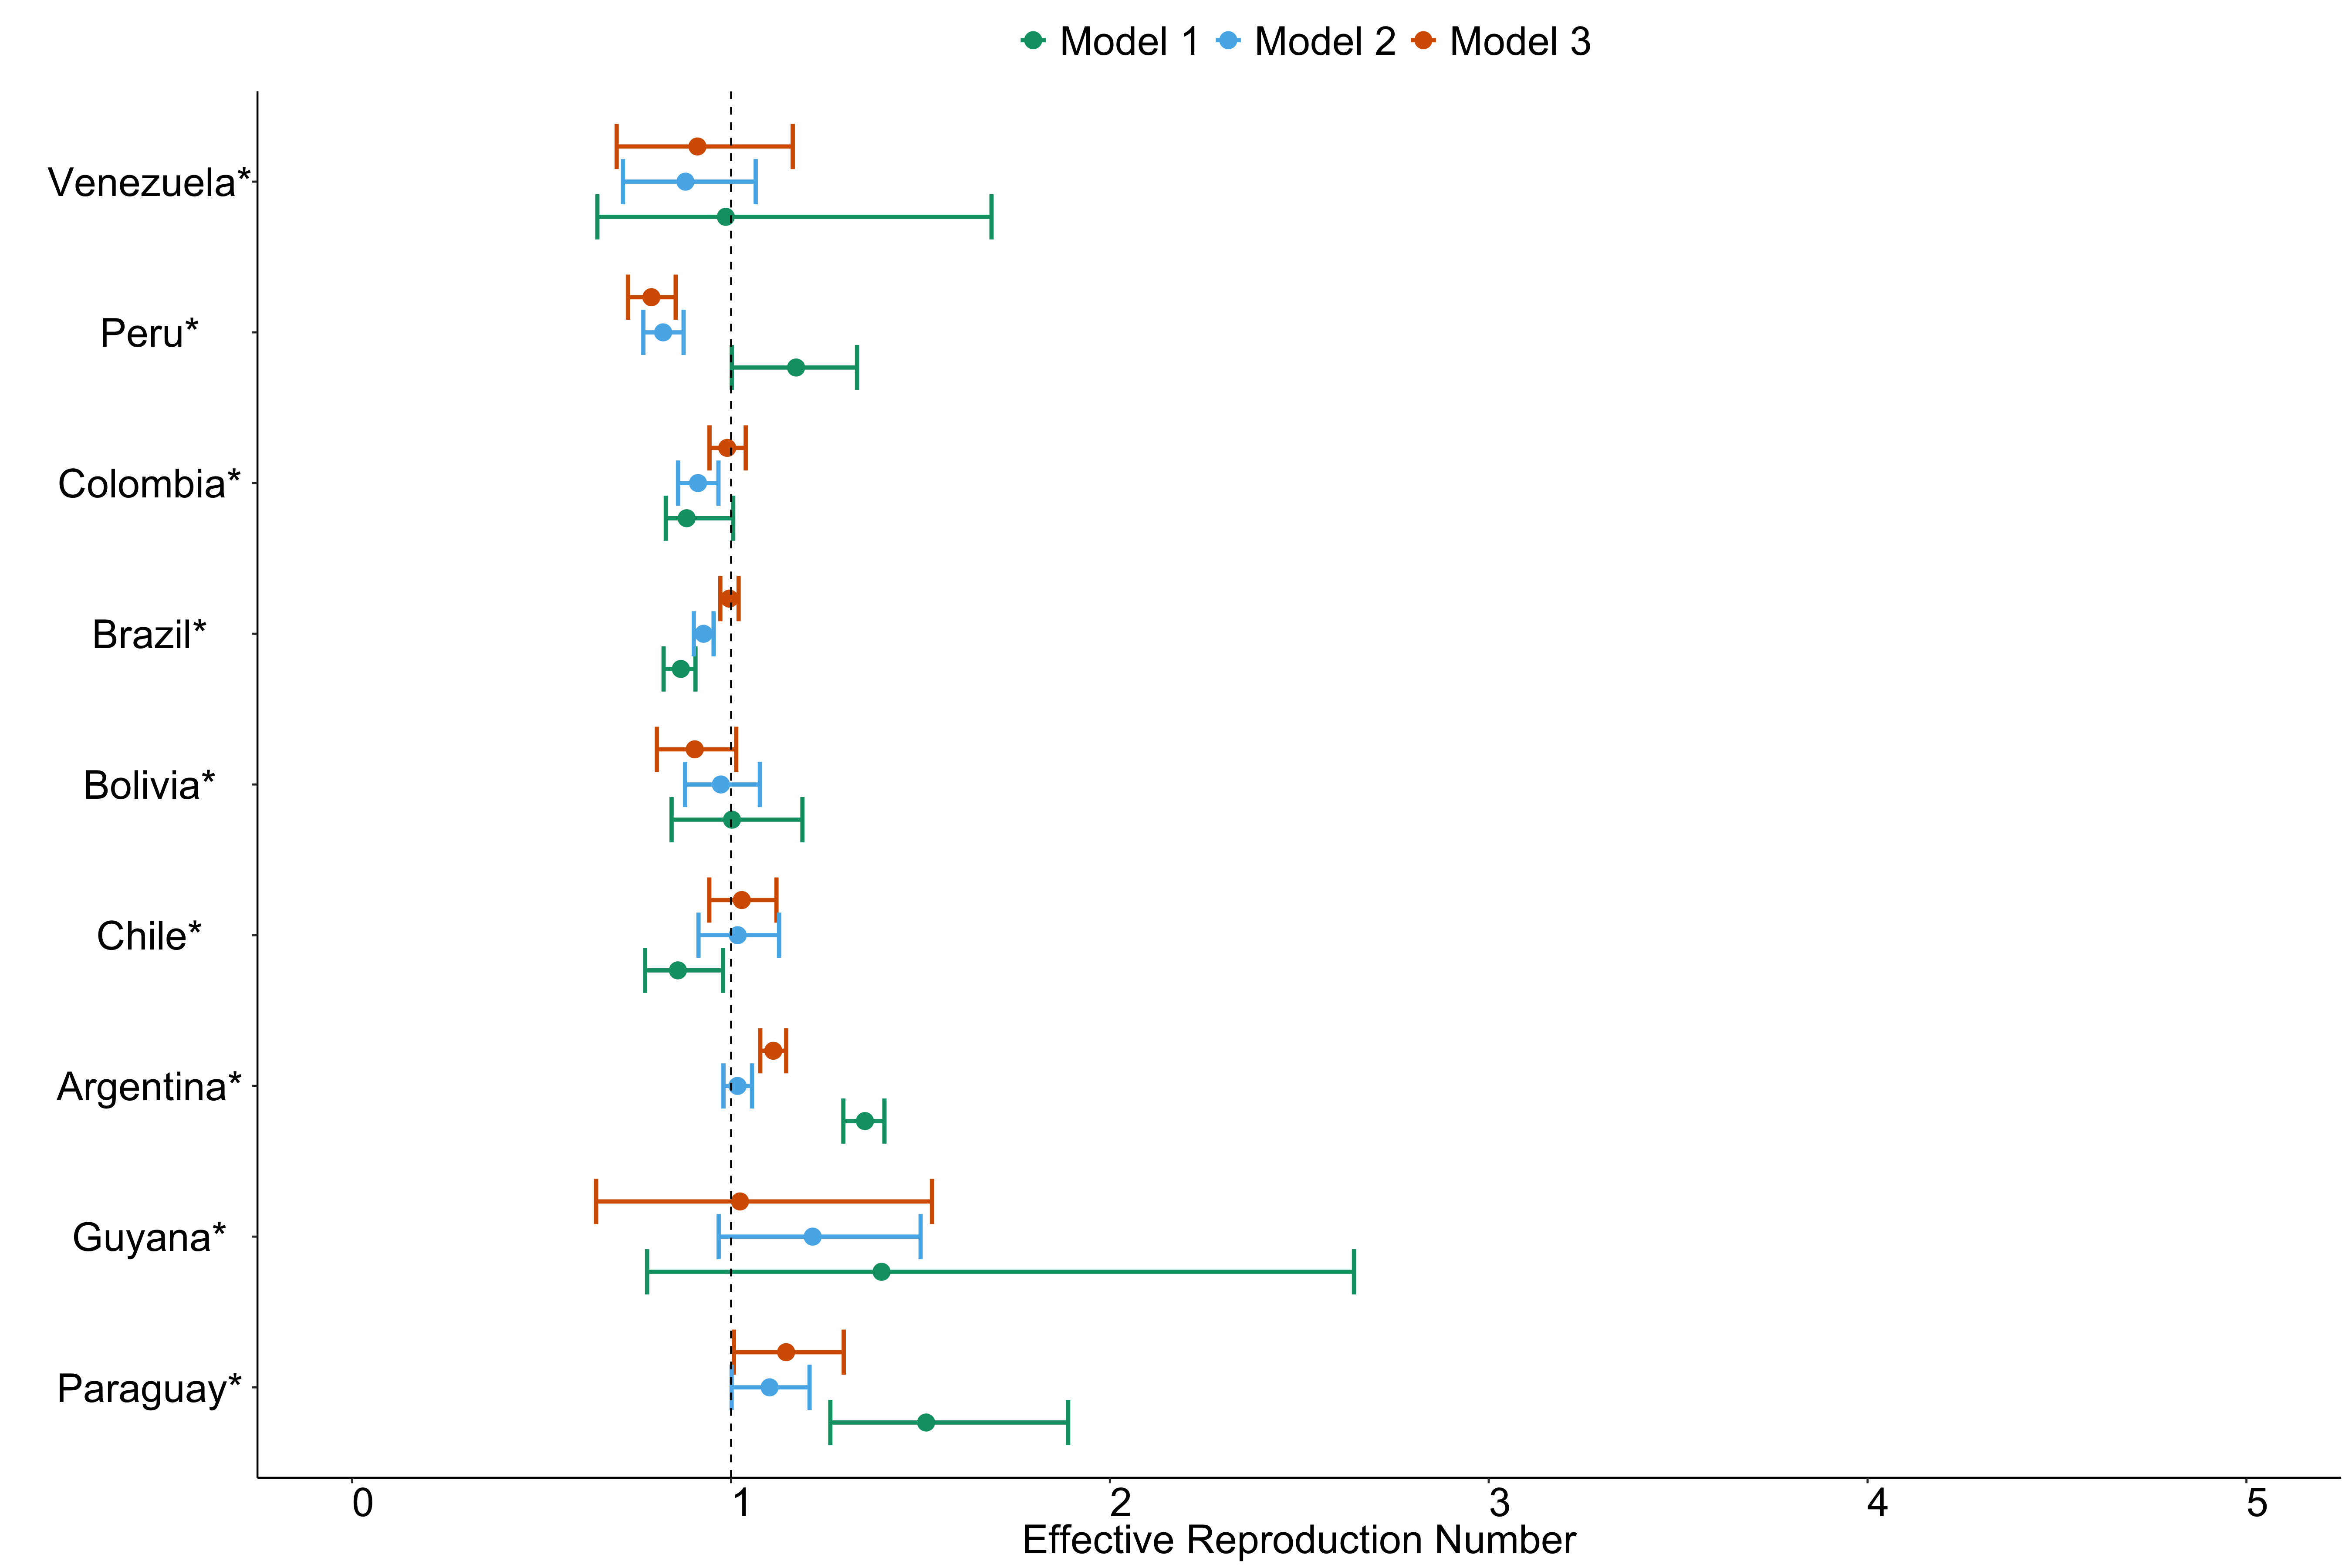 Model 1 Model 2 Model 3
Venezuela*
Peru*
Colombia*
Brazil*
Bolivia*
Chile*
Argentina*
Guyana*
Paraguay*
0 1 2 3 4 5
Effective Reproduction Number